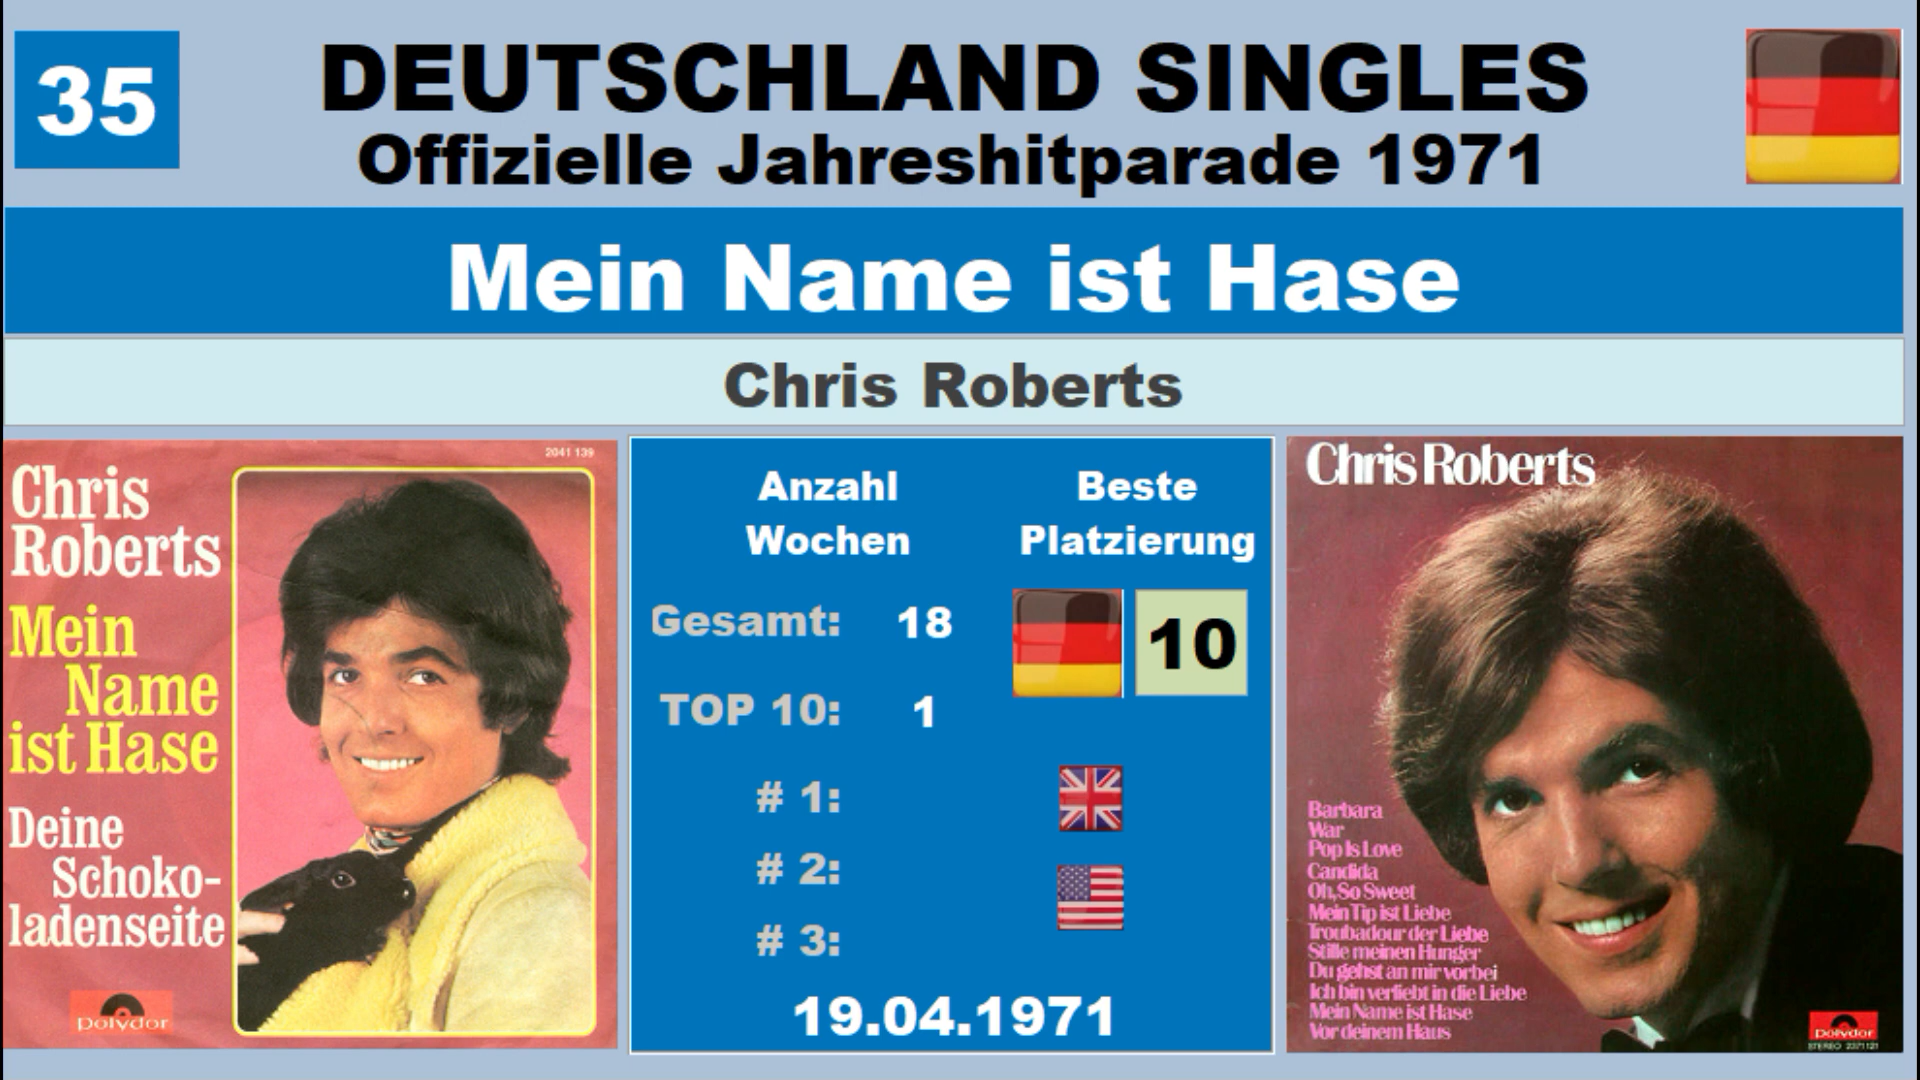 35
DEUTSCHLAND SINGLES
Offizielle Jahreshitparade 1971
Mein Name ist Hase
Chris Roberts
2041 139
Chris
Roberts
Mein
Name
ist Hase
Deine
Schoko-
ladenseite
polydor
Anzahl
Wochen
Beste
Platzierung
Gesamt: 18
10
TOP 10: 1
# 1:
# 2:
# 3:
19.04.1971
Chris Roberts
Barbara
War
Pop Is Love
Candida
Oh, So Sweet
Mein Tip ist Liebe
Troubadour der Liebe
Stille meinen Hunger
Du gehst an mir vorbei
Ich bin verliebt in die Liebe
Mein Name ist Hase
Vor deinem Haus
polydor
STEREO 2371 121